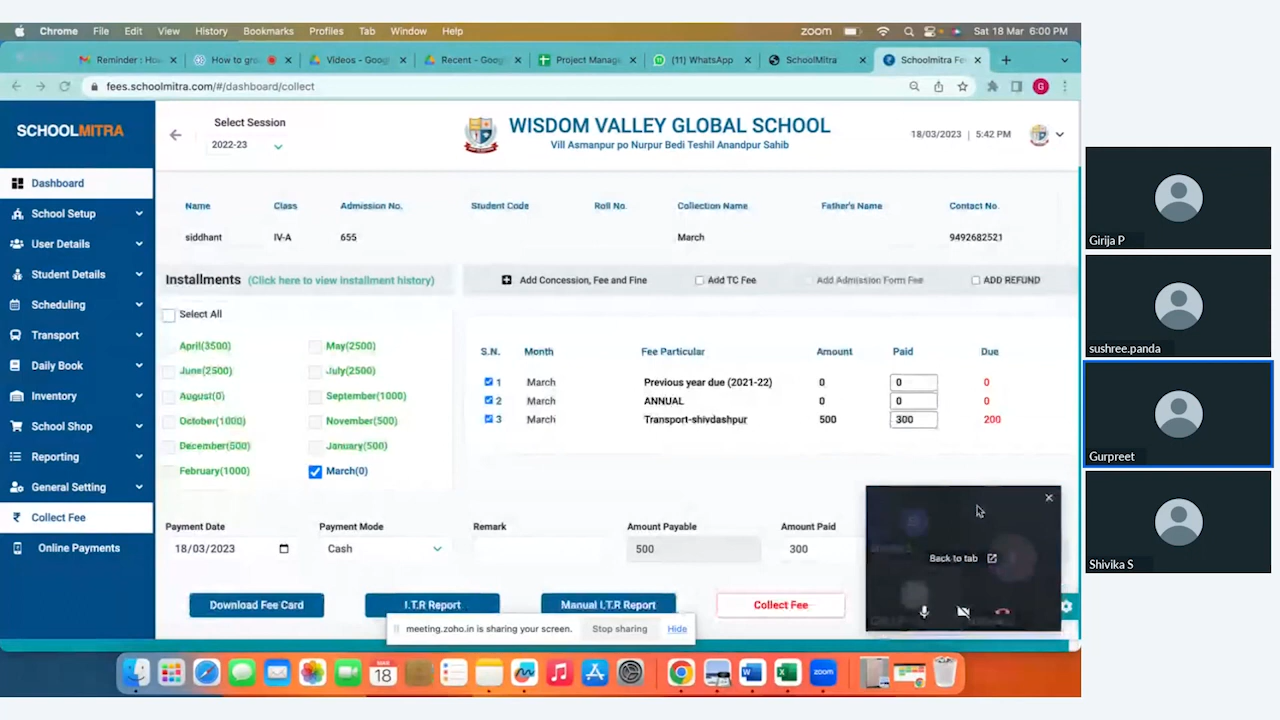 Chrome File Edit View History Bookmarks Profiles Tab Window Help zoom Sat 18 Mar 6:00 PM
Reminder : Ho How to gro Videos - Goog Recent - Goog Project Manag (11) WhatsApp SchoolMitra Schoolmitra Fe
fees.schoolmitra.com/#/dashboard/collect G
SCHOOLMITRA
Dashboard
School Setup
User Details
Student Details
Scheduling
Transport
Daily Book
Inventory
School Shop
Reporting
General Setting
Collect Fee
Online Payments
Select Session
2022-23
WISDOM VALLEY GLOBAL SCHOOL
Vill Asmanpur po Nurpur Bedi Teshil Anandpur Sahib
18/03/2023 | 5:42 PM
Name Class Admission No. Student Code Roll No. Collection Name Father's Name Contact No.
siddhant IV-A 655 March 9492682521
Installments (Click here to view installment history)
Add Concession, Fee and Fine Add TC Fee Add Admission Form Fee ADD REFUND
Select All
April(3500) May(2500)
June(2500) July(2500)
August(0) September(1000)
October(1000) November(500)
December(500) January(500)
February(1000) March(0)
S.N. Month Fee Particular Amount Paid Due
1 March Previous year due (2021-22) 0 0 0
2 March ANNUAL 0 0 0
3 March Transport-shivdashpur 500 300 200
Payment Date Payment Mode Remark Amount Payable Amount Paid
18/03/2023 Cash 500 300
Download Fee Card I.T.R Report Manual I.T.R Report Collect Fee
Back to tab
meeting.zoho.in is sharing your screen. Stop sharing Hide
18 zoom
Girija P
sushree.panda
Gurpreet
Shivika S